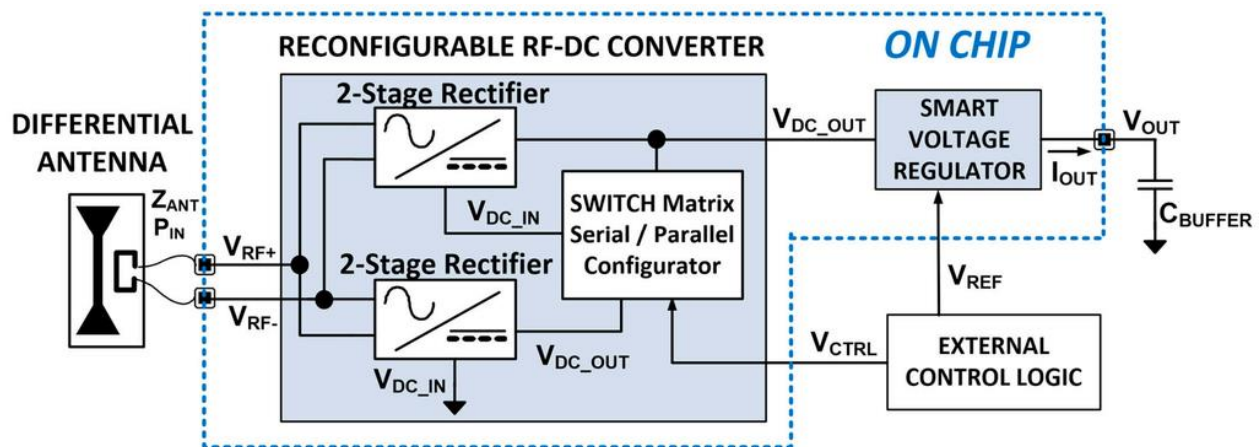 RECONFIGURABLE RF-DC CONVERTER
ON CHIP
2-Stage Rectifier
DIFFERENTIAL
ANTENNA
V_DC_OUT
SMART
VOLTAGE
REGULATOR
V_OUT
I_OUT
Z_ANT
P_IN
V_DC_IN
SWITCH Matrix
Serial / Parallel
Configurator
C_BUFFER
V_RF+
2-Stage Rectifier
V_RF-
V_REF
V_DC_OUT
V_DC_IN
V_CTRL
EXTERNAL
CONTROL LOGIC